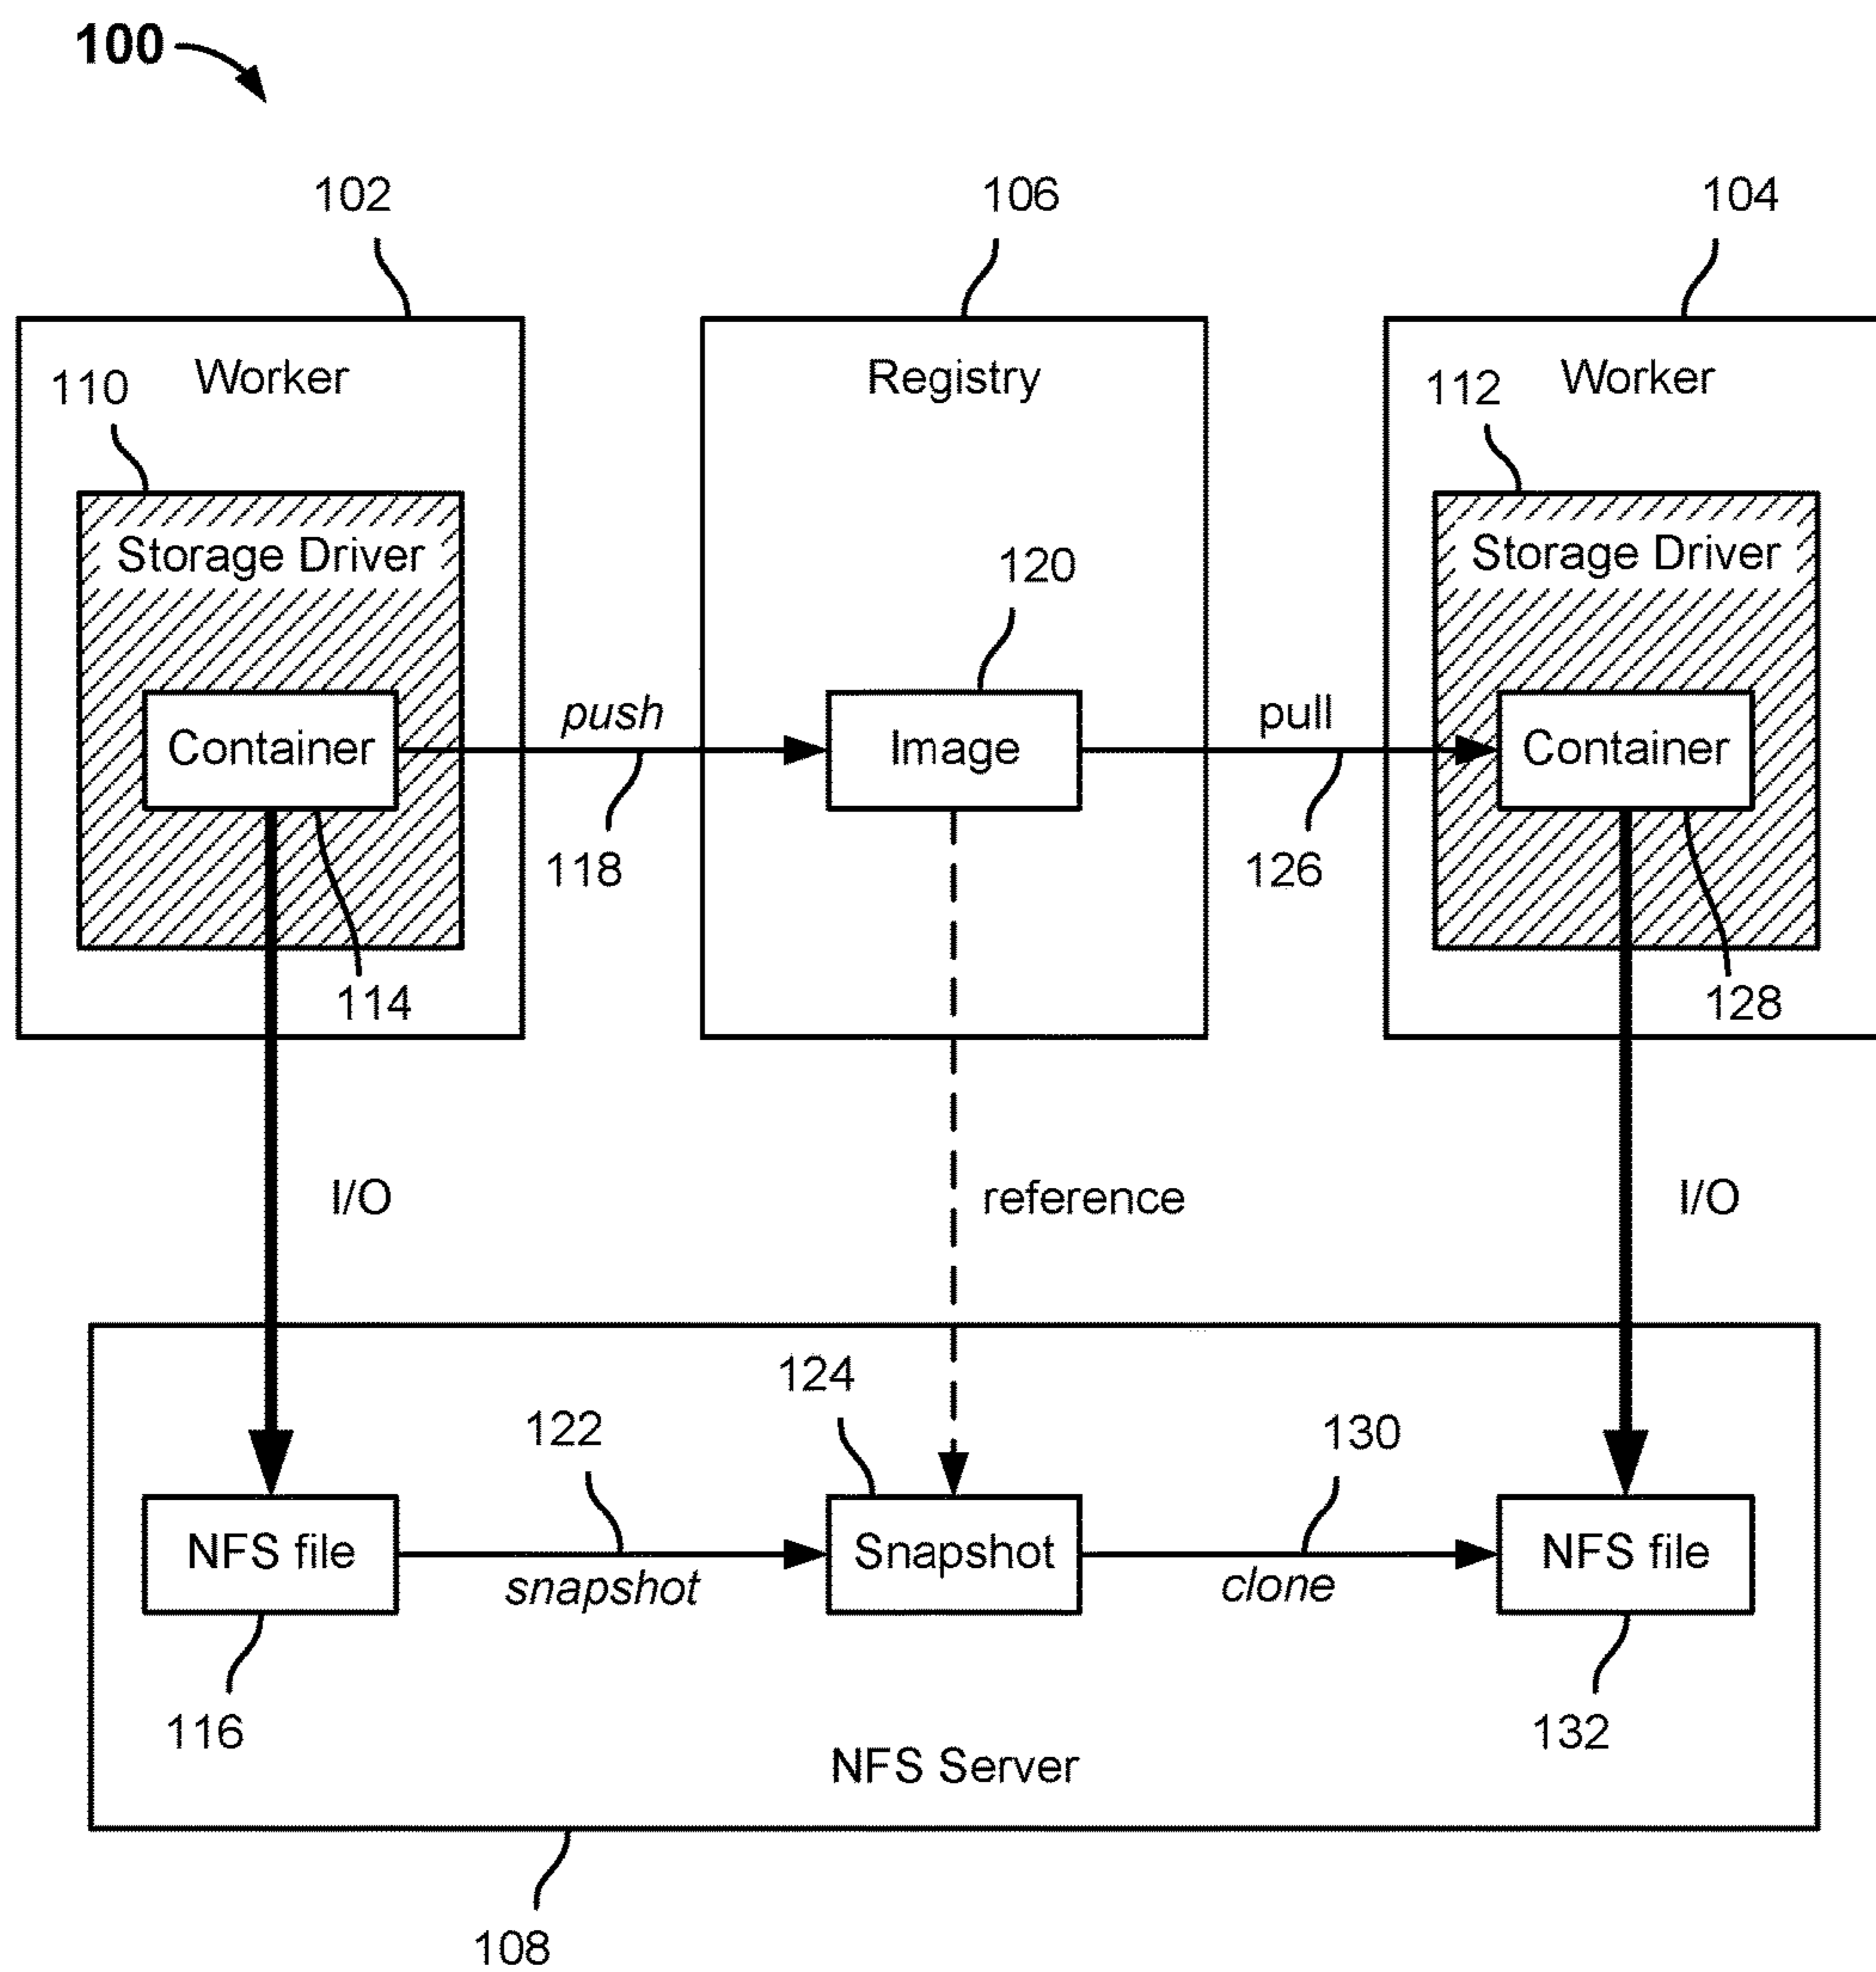 100
102
106
104
Worker
Registry
Worker
110
112
Storage Driver
Storage Driver
120
push
pull
Container
Image
Container
118
126
114
128
I/O
reference
I/O
124
122
130
NFS file
Snapshot
NFS file
snapshot
clone
116
132
NFS Server
108